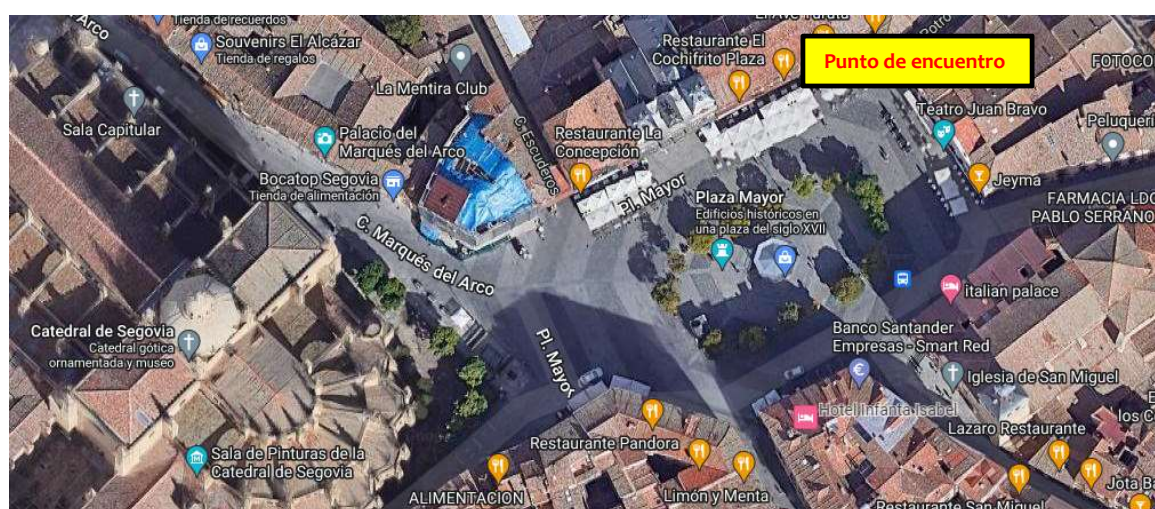 Arco
Tienda de recuerdos
Souvenirs El Alcázar
Tienda de regalos
La Mentira Club
Sala Capitular
Palacio del
Marqués del Arco
Bocatop Segovia
Tienda de alimentación
C. Escuderos
Restaurante La
Concepción
Restaurante El
Cochifrito Plaza
Punto de encuentro
FOTOCO
Teatro Juan Bravo
Peluquerí
Jeyma
FARMACIA LDO
PABLO SERRANO
Pl. Mayor
Plaza Mayor
Edificios históricos en
una plaza del siglo XVII
C. Marqués del Arco
italian palace
Catedral de Segovia
Catedral gótica
ornamentada y museo
Pl. Mayor
Banco Santander
Empresas - Smart Red
Iglesia de San Miguel
Hotel Infanta Isabel
los C
Lazaro Restaurante
Restaurante Pandora
Sala de Pinturas de la
Catedral de Segovia
ALIMENTACION
Limón y Menta
Jota Ba
Restaurante San Miguel